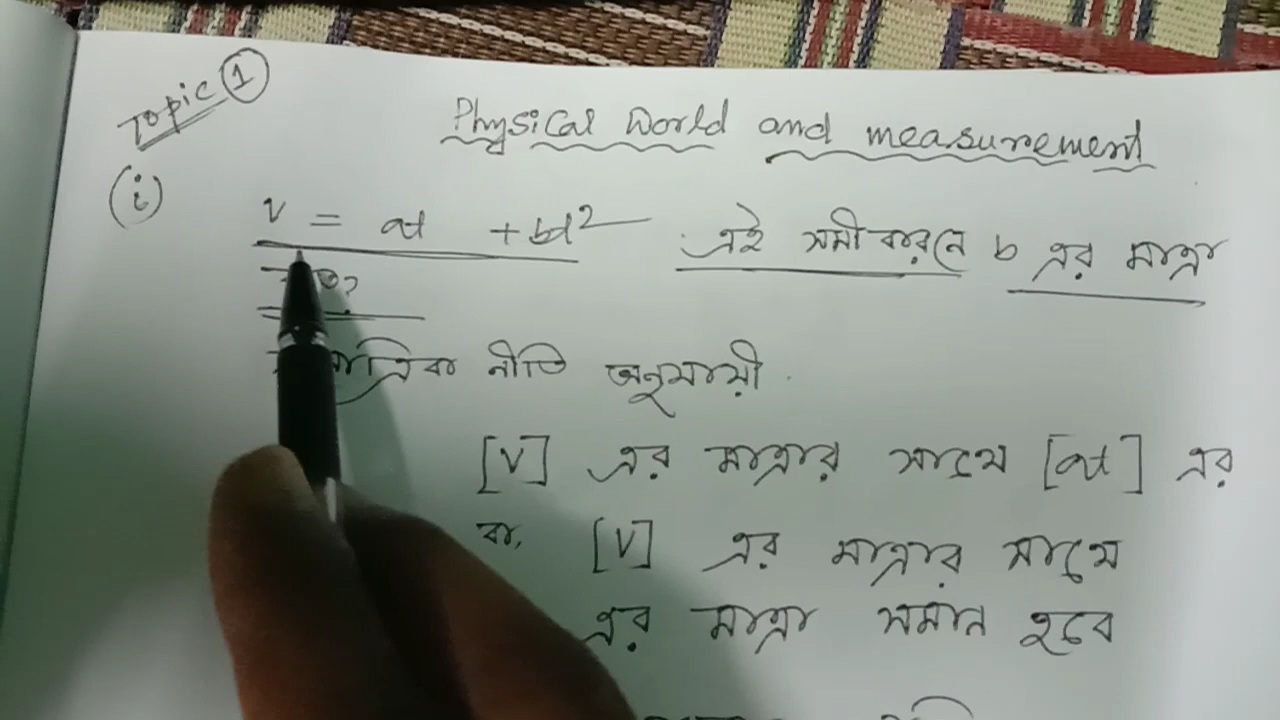 Topic 1
Physical World and measurement
(i)
v = at + bt² এই সমীকরনে b এর মাত্রা
নীতি অনুযায়ী
[V] এর মাত্রার সাথে [at] এর
বা, [V] এর মাত্রার সাথে
এর মাত্রা সমান হবে